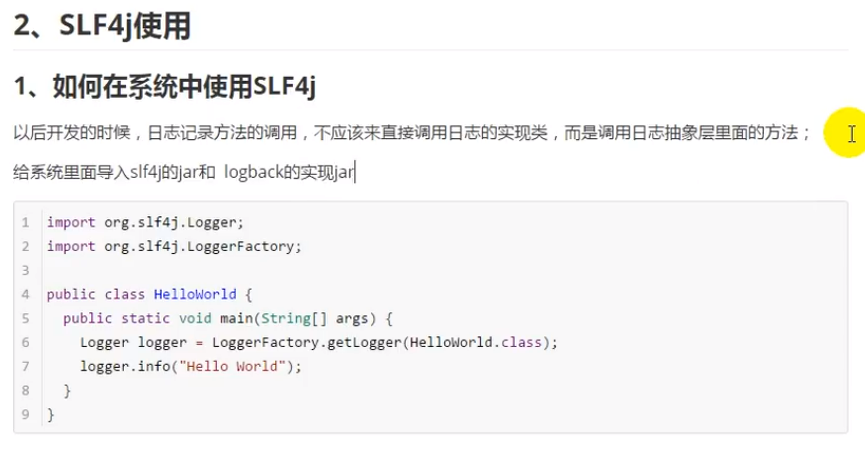 2、SLF4j使用
1、如何在系统中使用SLF4j
以后开发的时候，日志记录方法的调用，不应该来直接调用日志的实现类，而是调用日志抽象层里面的方法；
给系统里面导入slf4j的jar和 logback的实现jar
1 import org.slf4j.Logger;
2 import org.slf4j.LoggerFactory;
3
4 public class HelloWorld {
5   public static void main(String[] args) {
6     Logger logger = LoggerFactory.getLogger(HelloWorld.class);
7     logger.info("Hello World");
8   }
9 }